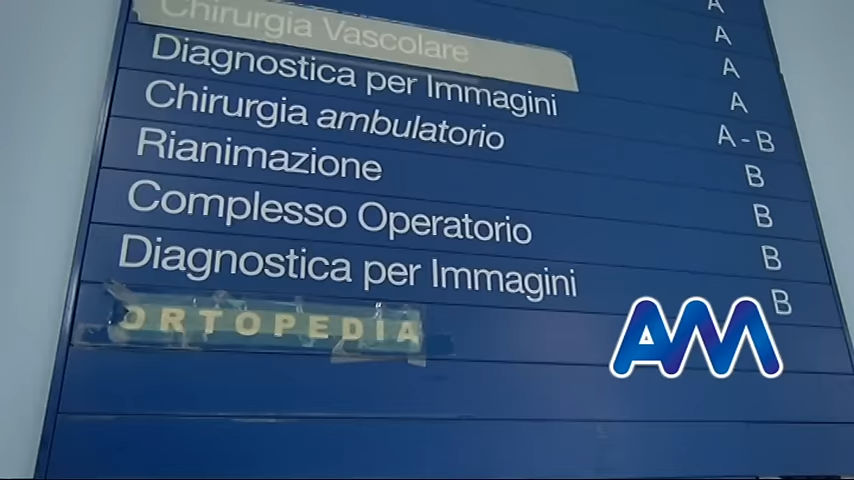 Chirurgia Vascolare A
Diagnostica per Immagini A
Chirurgia ambulatorio A-B
Rianimazione B
Complesso Operatorio B
Diagnostica per Immagini B
ORTOPEDIA B
A
A
AM